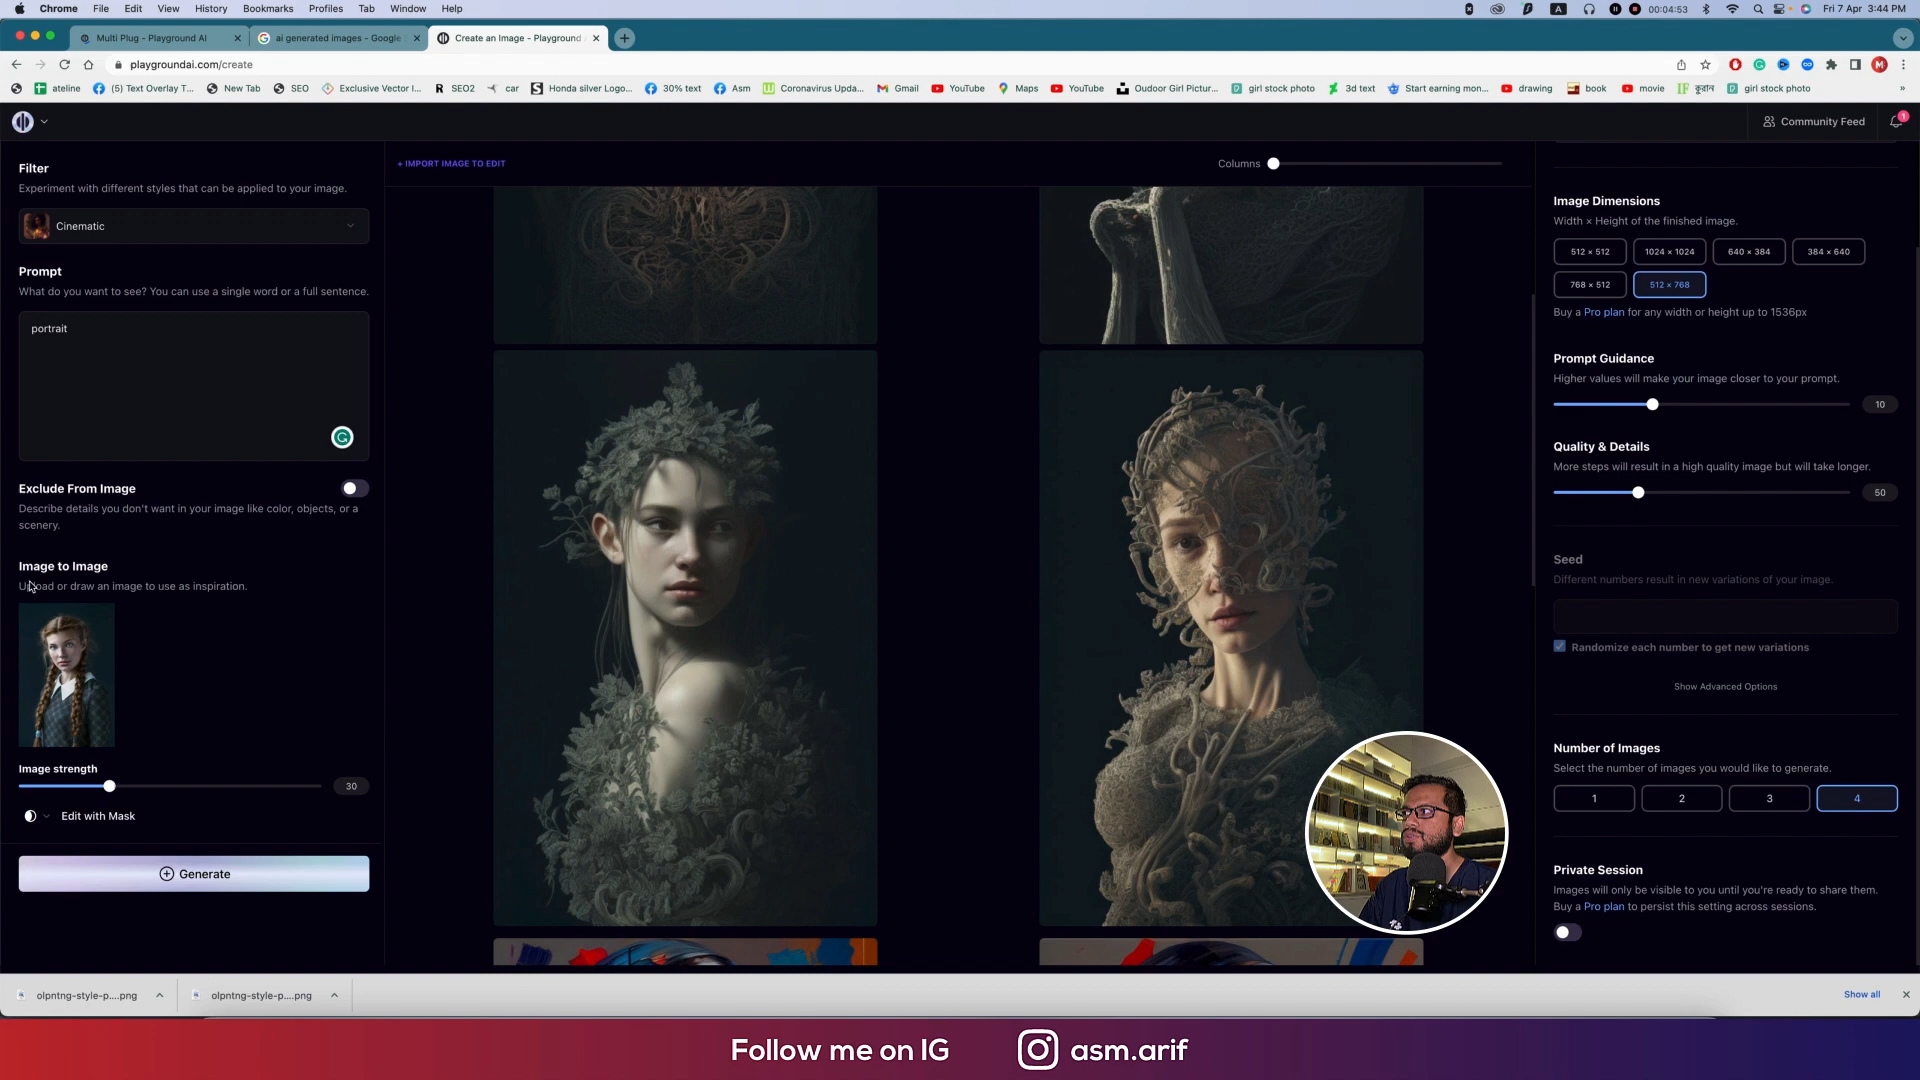 Chrome File Edit View History Bookmarks Profiles Tab Window Help
A 00:04:53 Fri 7 Apr 3:44 PM
Multi Plug - Playground AI
ai generated images - Google
Create an Image - Playground
playgroundai.com/create
M
ateline (5) Text Overlay T... New Tab SEO Exclusive Vector I... SEO2 car Honda silver Logo... 30% text Asm Coronavirus Upda... Gmail YouTube Maps YouTube Oudoor Girl Pictur... girl stock photo 3d text Start earning mon... drawing book movie girl stock photo »
Community Feed
1
Filter
Experiment with different styles that can be applied to your image.
Cinematic
Prompt
What do you want to see? You can use a single word or a full sentence.
portrait
Exclude From Image
Describe details you don't want in your image like color, objects, or a
scenery.
Image to Image
Upload or draw an image to use as inspiration.
Image strength
30
Edit with Mask
Generate
+ IMPORT IMAGE TO EDIT
Columns
Image Dimensions
Width × Height of the finished image.
512 × 512 1024 × 1024 640 × 384 384 × 640
768 × 512 512 × 768
Buy a Pro plan for any width or height up to 1536px
Prompt Guidance
Higher values will make your image closer to your prompt.
10
Quality & Details
More steps will result in a high quality image but will take longer.
50
Seed
Different numbers result in new variations of your image.
Randomize each number to get new variations
Show Advanced Options
Number of Images
Select the number of images you would like to generate.
1 2 3 4
Private Session
Images will only be visible to you until you're ready to share them.
Buy a Pro plan to persist this setting across sessions.
olpntng-style-p....png
olpntng-style-p....png
Show all
Follow me on IG asm.arif